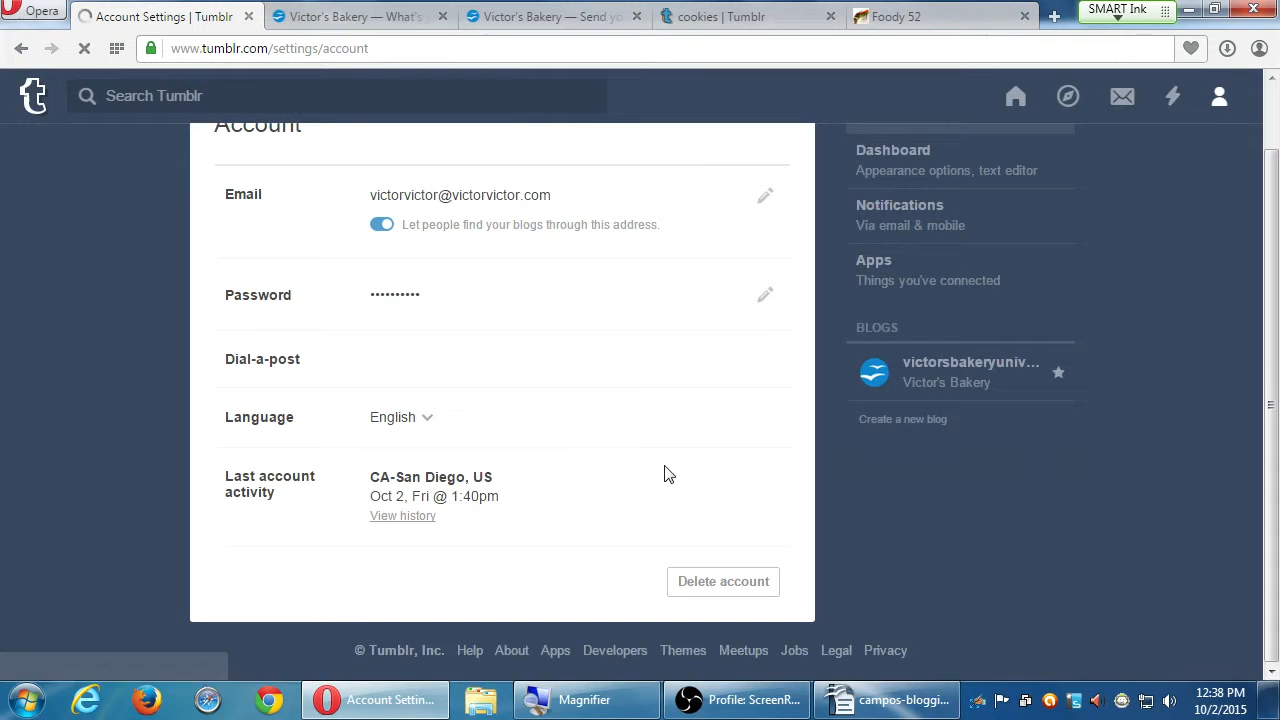 Opera
Account Settings | Tumblr
Victor's Bakery — What's y
Victor's Bakery — Send yo
cookies | Tumblr
Foody 52
SMART Ink
www.tumblr.com/settings/account
Search Tumblr
Account
Email
victorvictor@victorvictor.com
Let people find your blogs through this address.
Password
••••••••••
Dial-a-post
Language
English
Last account
activity
CA-San Diego, US
Oct 2, Fri @ 1:40pm
View history
Delete account
Dashboard
Appearance options, text editor
Notifications
Via email & mobile
Apps
Things you've connected
BLOGS
victorsbakeryuniv...
Victor's Bakery
Create a new blog
© Tumblr, Inc. Help About Apps Developers Themes Meetups Jobs Legal Privacy
Account Settin...
Magnifier
Profile: ScreenR...
campos-bloggi...
12:38 PM
10/2/2015